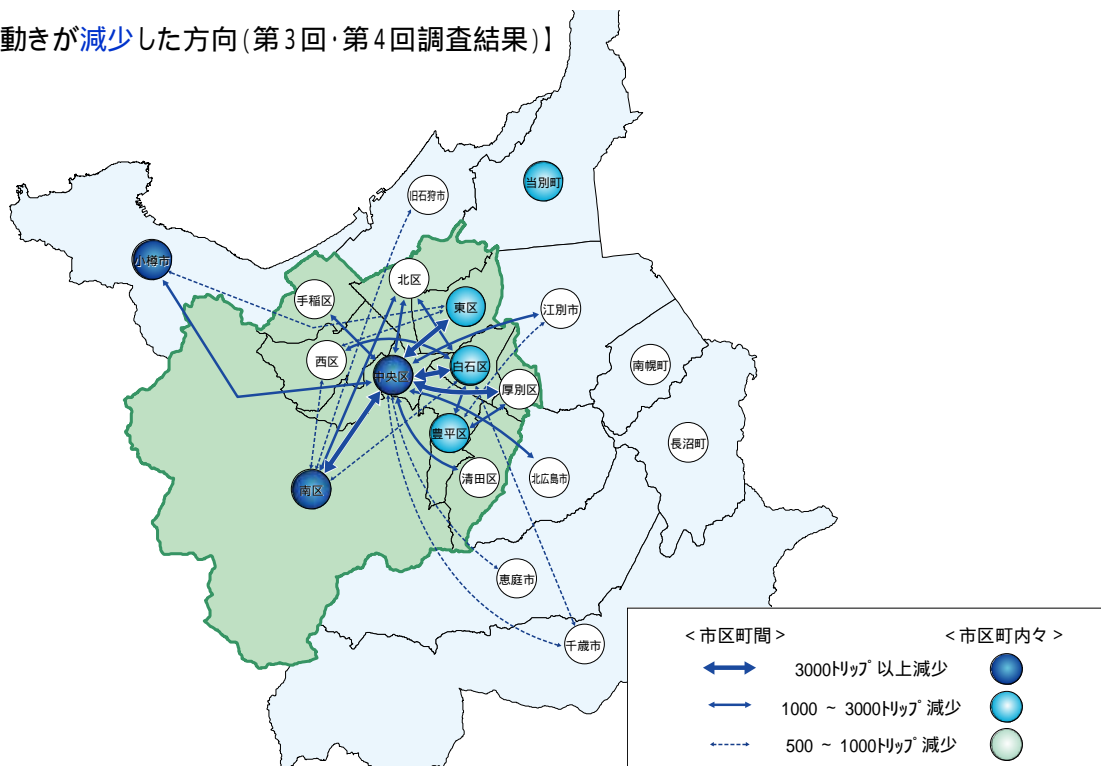 動きが減少した方向(第3回・第4回調査結果)】
当別町
旧石狩市
小樽市
北区
手稲区
東区
江別市
西区
白石区
南幌町
中央区
厚別区
豊平区
長沼町
清田区
北広島市
南区
恵庭市
千歳市
<市区町間> <市区町内々>
3000トリップ以上減少
1000 ~ 3000トリップ減少
500 ~ 1000トリップ減少